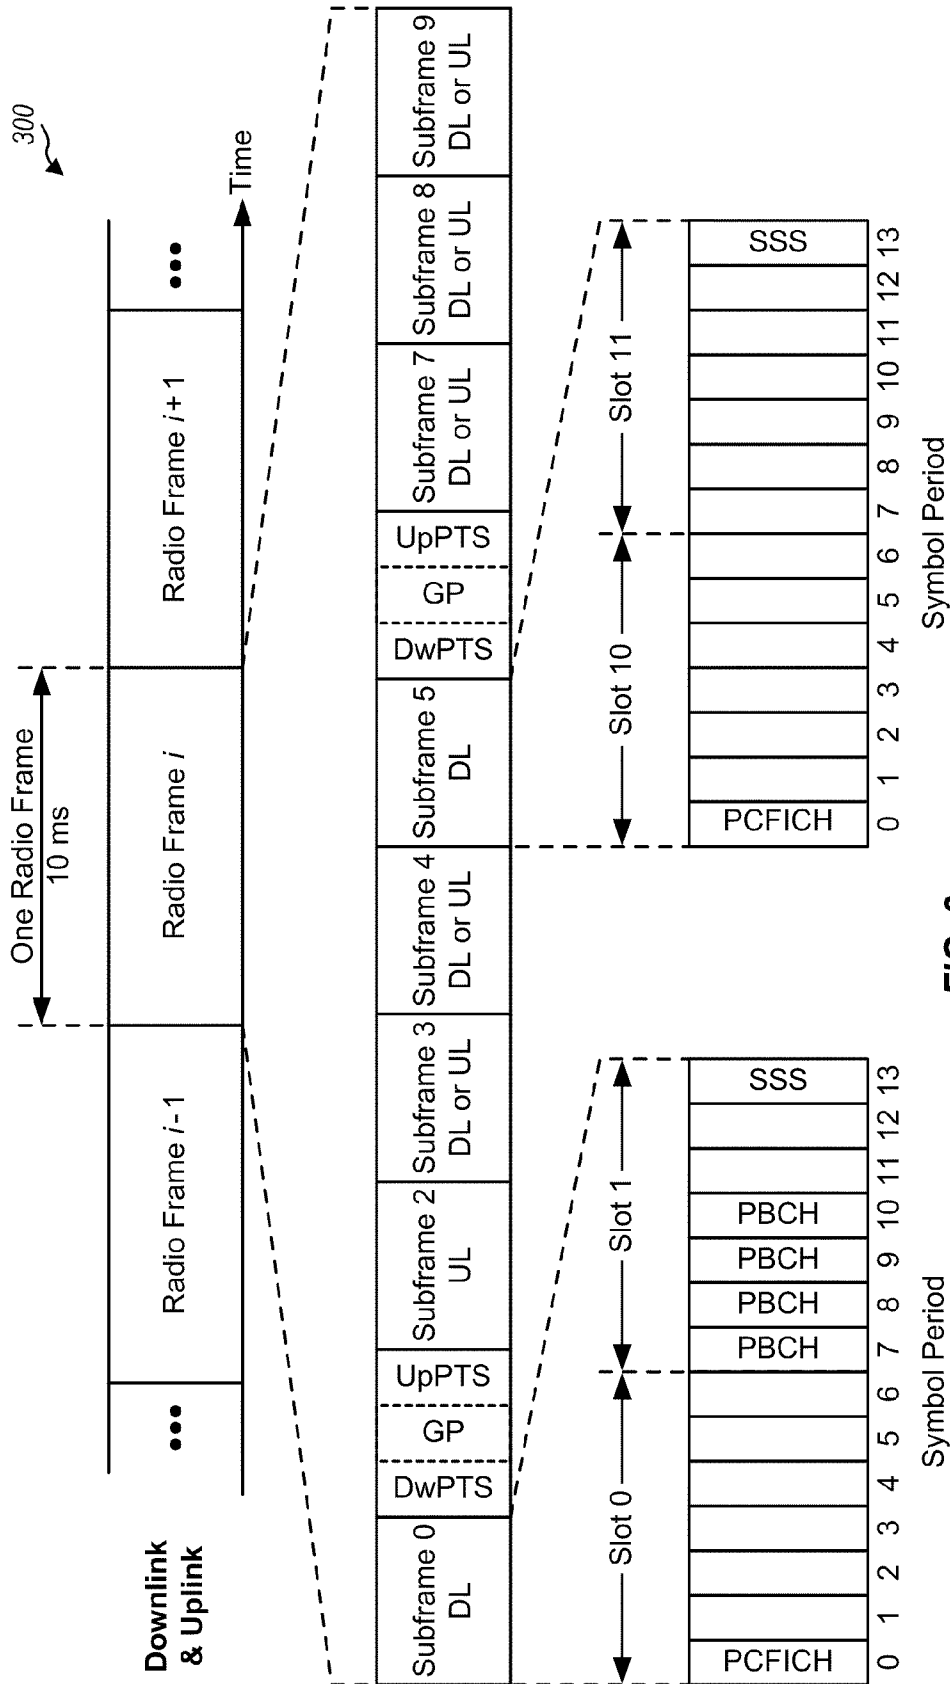 300
One Radio Frame
10 ms
••• Radio Frame i-1 Radio Frame i Radio Frame i+1 •••
Time
Downlink
& Uplink
Subframe 0
DL
DwPTS GP UpPTS
Subframe 2
UL
Subframe 3
DL or UL
Subframe 4
DL or UL
Subframe 5
DL
DwPTS GP UpPTS
Subframe 7
DL or UL
Subframe 8
DL or UL
Subframe 9
DL or UL
Slot 0 Slot 1
PCFICH PBCH PBCH PBCH PBCH SSS
0 1 2 3 4 5 6 7 8 9 10 11 12 13
Symbol Period
Slot 10 Slot 11
PCFICH SSS
0 1 2 3 4 5 6 7 8 9 10 11 12 13
Symbol Period
FIG.